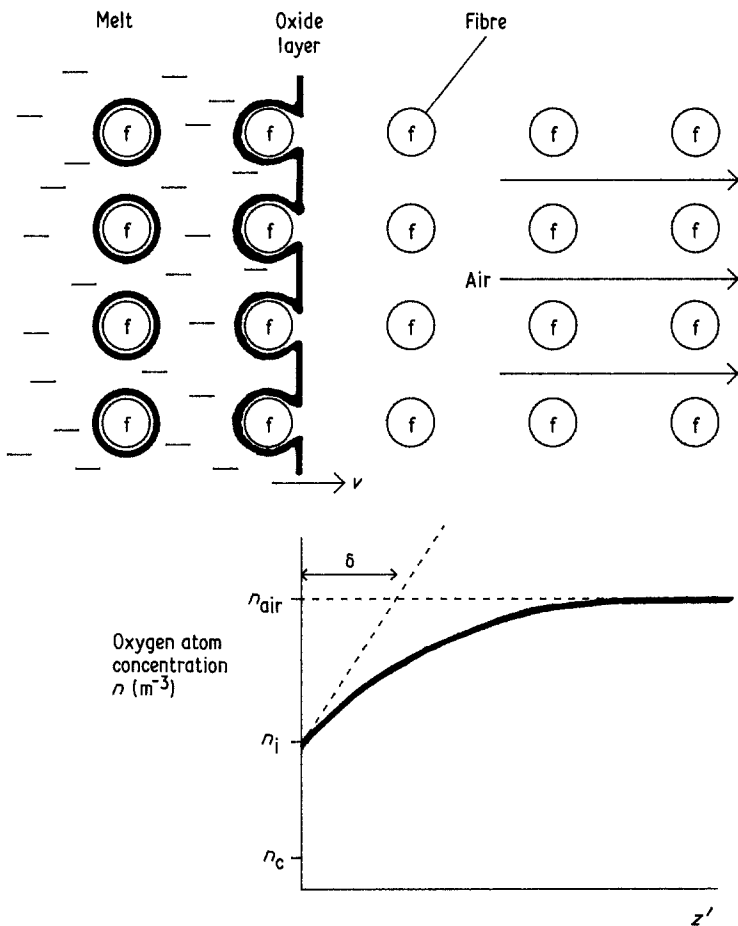 Melt
Oxide
layer
Fibre
f f f f f
f f f f f
Air
f f f f f
f f f f f
v
δ
n_air
Oxygen atom
concentration
n (m⁻³)
n_i
n_c
z′